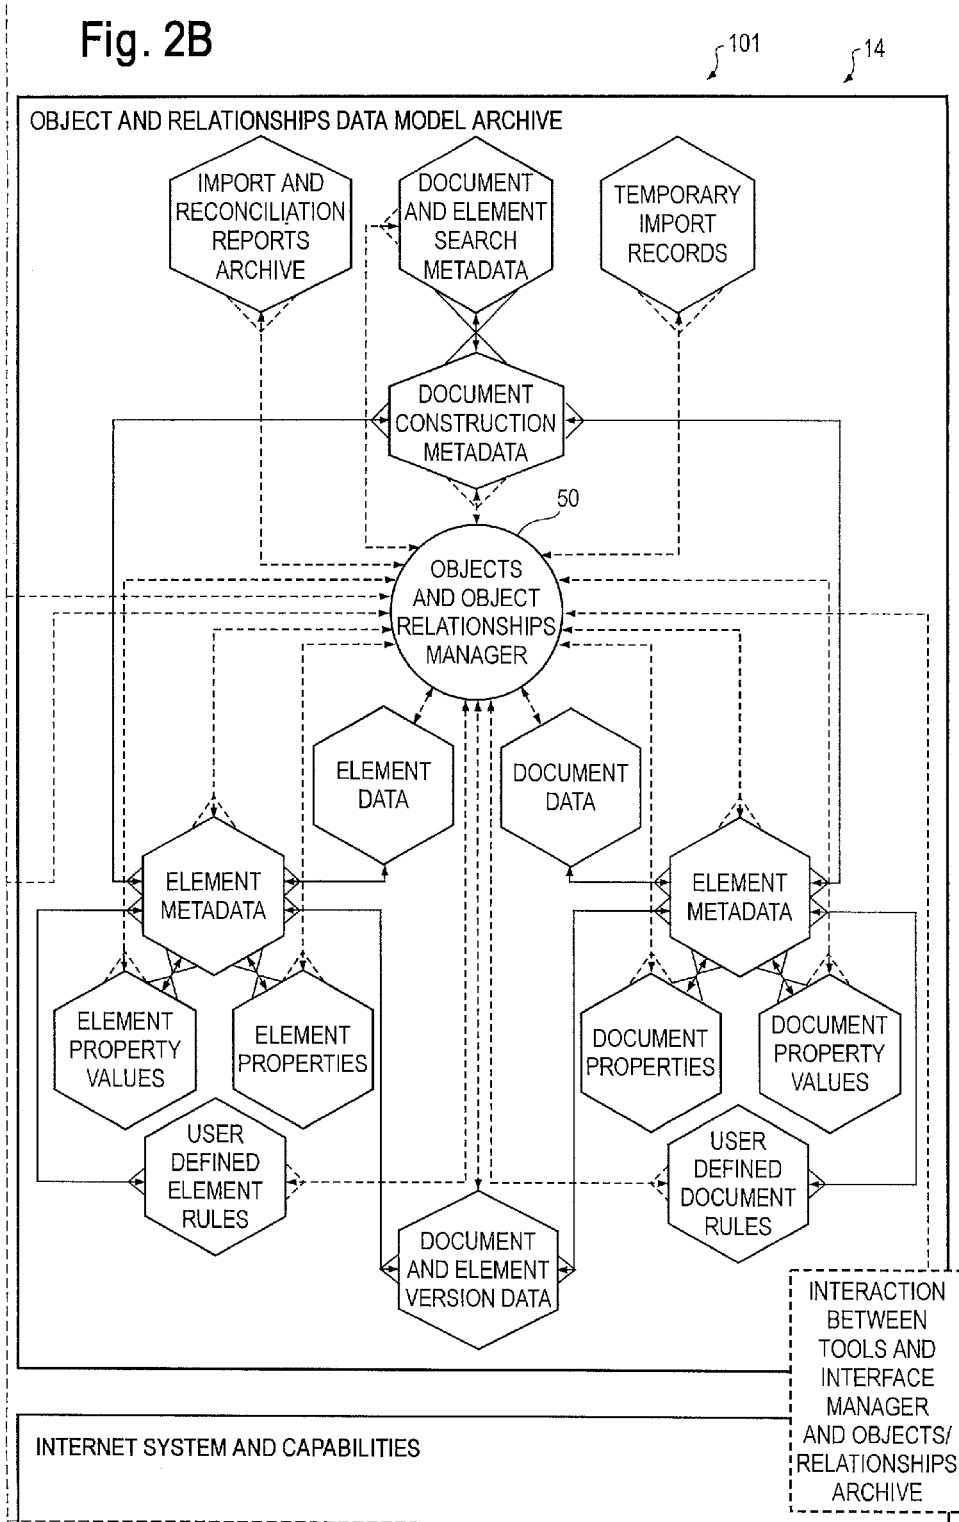 Fig. 2B
101
14
OBJECT AND RELATIONSHIPS DATA MODEL ARCHIVE
IMPORT AND
RECONCILIATION
REPORTS
ARCHIVE
DOCUMENT
AND ELEMENT
SEARCH
METADATA
TEMPORARY
IMPORT
RECORDS
DOCUMENT
CONSTRUCTION
METADATA
50
OBJECTS
AND OBJECT
RELATIONSHIPS
MANAGER
ELEMENT
DATA
DOCUMENT
DATA
ELEMENT
METADATA
ELEMENT
METADATA
ELEMENT
PROPERTY
VALUES
ELEMENT
PROPERTIES
DOCUMENT
PROPERTIES
DOCUMENT
PROPERTY
VALUES
USER
DEFINED
ELEMENT
RULES
USER
DEFINED
DOCUMENT
RULES
DOCUMENT
AND ELEMENT
VERSION DATA
INTERACTION
BETWEEN
TOOLS AND
INTERFACE
MANAGER
AND OBJECTS/
RELATIONSHIPS
ARCHIVE
INTERNET SYSTEM AND CAPABILITIES